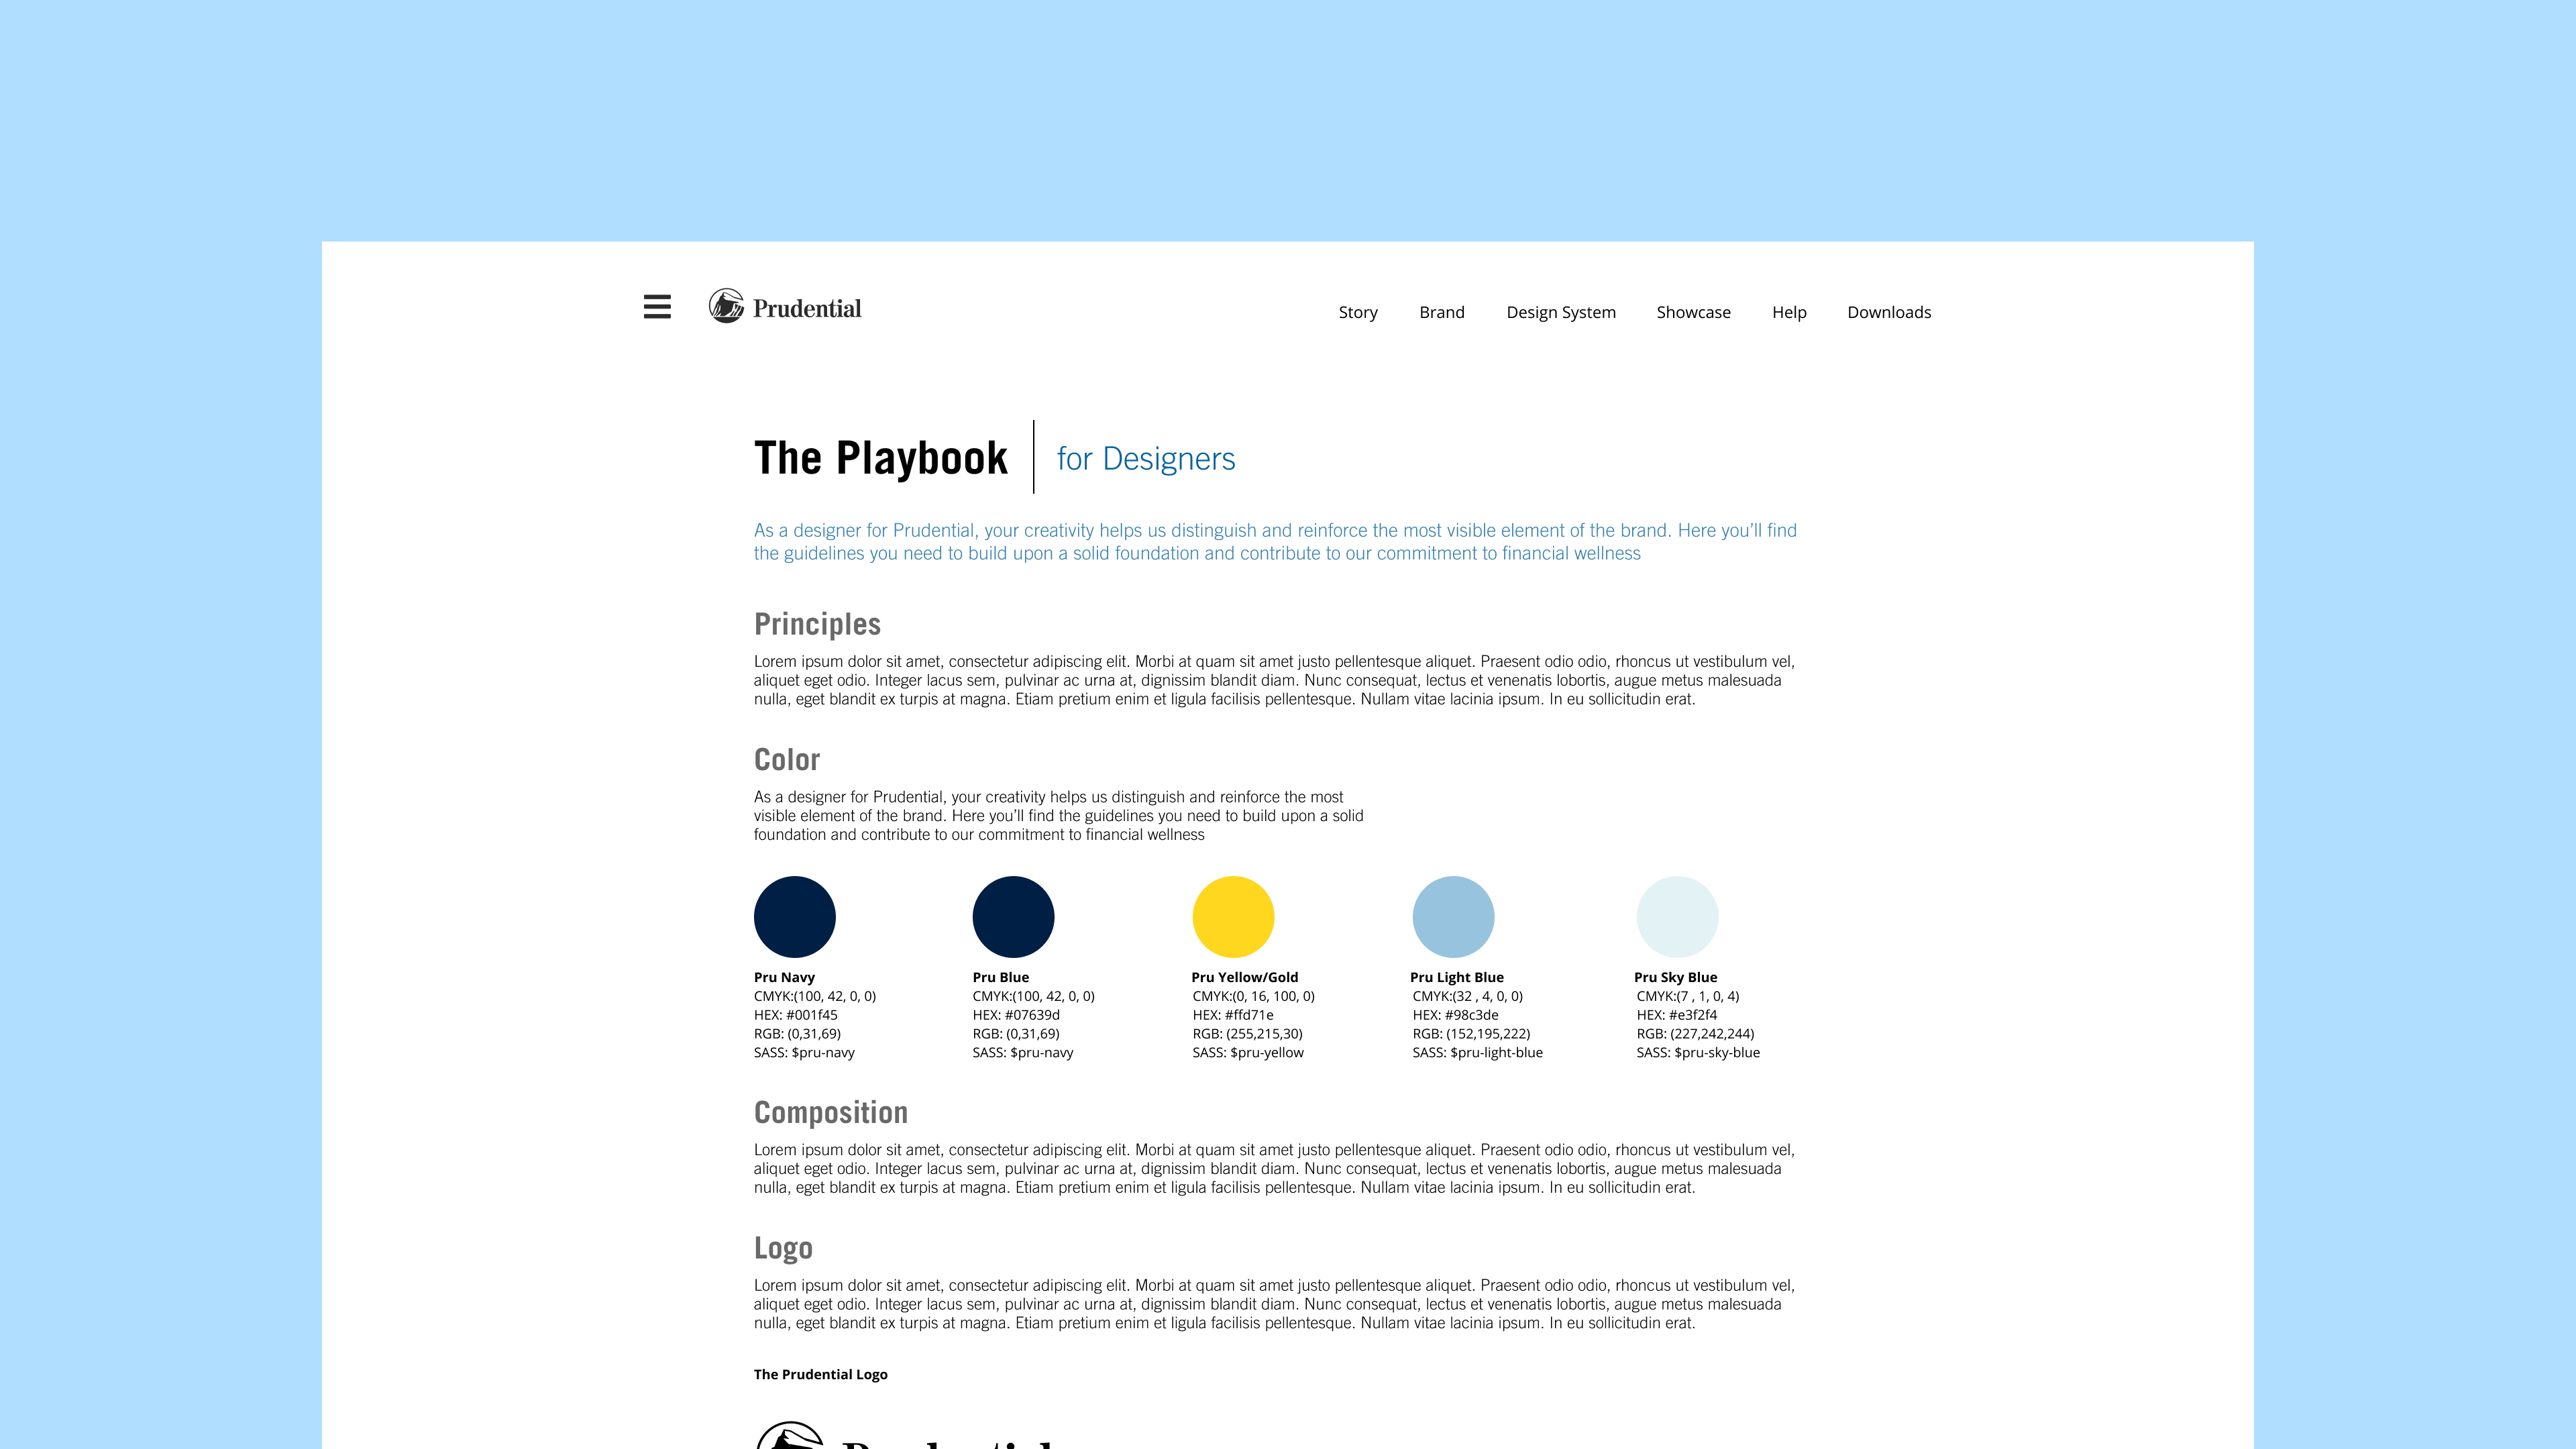 Prudential
Story Brand Design System Showcase Help Downloads
The Playbook for Designers
As a designer for Prudential, your creativity helps us distinguish and reinforce the most visible element of the brand. Here you’ll find
the guidelines you need to build upon a solid foundation and contribute to our commitment to financial wellness
Principles
Lorem ipsum dolor sit amet, consectetur adipiscing elit. Morbi at quam sit amet justo pellentesque aliquet. Praesent odio odio, rhoncus ut vestibulum vel,
aliquet eget odio. Integer lacus sem, pulvinar ac urna at, dignissim blandit diam. Nunc consequat, lectus et venenatis lobortis, augue metus malesuada
nulla, eget blandit ex turpis at magna. Etiam pretium enim et ligula facilisis pellentesque. Nullam vitae lacinia ipsum. In eu sollicitudin erat.
Color
As a designer for Prudential, your creativity helps us distinguish and reinforce the most
visible element of the brand. Here you’ll find the guidelines you need to build upon a solid
foundation and contribute to our commitment to financial wellness
Pru Navy
CMYK:(100, 42, 0, 0)
HEX: #001f45
RGB: (0,31,69)
SASS: $pru-navy
Pru Blue
CMYK:(100, 42, 0, 0)
HEX: #07639d
RGB: (0,31,69)
SASS: $pru-navy
Pru Yellow/Gold
CMYK:(0, 16, 100, 0)
HEX: #ffd71e
RGB: (255,215,30)
SASS: $pru-yellow
Pru Light Blue
CMYK:(32 , 4, 0, 0)
HEX: #98c3de
RGB: (152,195,222)
SASS: $pru-light-blue
Pru Sky Blue
CMYK:(7 , 1, 0, 4)
HEX: #e3f2f4
RGB: (227,242,244)
SASS: $pru-sky-blue
Composition
Lorem ipsum dolor sit amet, consectetur adipiscing elit. Morbi at quam sit amet justo pellentesque aliquet. Praesent odio odio, rhoncus ut vestibulum vel,
aliquet eget odio. Integer lacus sem, pulvinar ac urna at, dignissim blandit diam. Nunc consequat, lectus et venenatis lobortis, augue metus malesuada
nulla, eget blandit ex turpis at magna. Etiam pretium enim et ligula facilisis pellentesque. Nullam vitae lacinia ipsum. In eu sollicitudin erat.
Logo
Lorem ipsum dolor sit amet, consectetur adipiscing elit. Morbi at quam sit amet justo pellentesque aliquet. Praesent odio odio, rhoncus ut vestibulum vel,
aliquet eget odio. Integer lacus sem, pulvinar ac urna at, dignissim blandit diam. Nunc consequat, lectus et venenatis lobortis, augue metus malesuada
nulla, eget blandit ex turpis at magna. Etiam pretium enim et ligula facilisis pellentesque. Nullam vitae lacinia ipsum. In eu sollicitudin erat.
The Prudential Logo